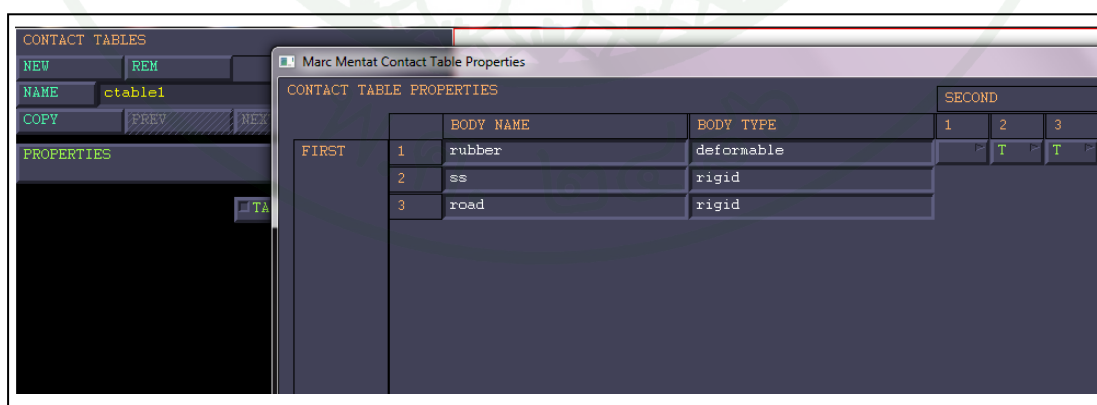 CONTACT TABLES
NEW REM
NAME ctable1
COPY PREV NEX
PROPERTIES
TA
Marc Mentat Contact Table Properties
CONTACT TABLE PROPERTIES
SECOND
BODY NAME BODY TYPE 1 2 3
FIRST 1 rubber deformable T T
2 ss rigid
3 road rigid